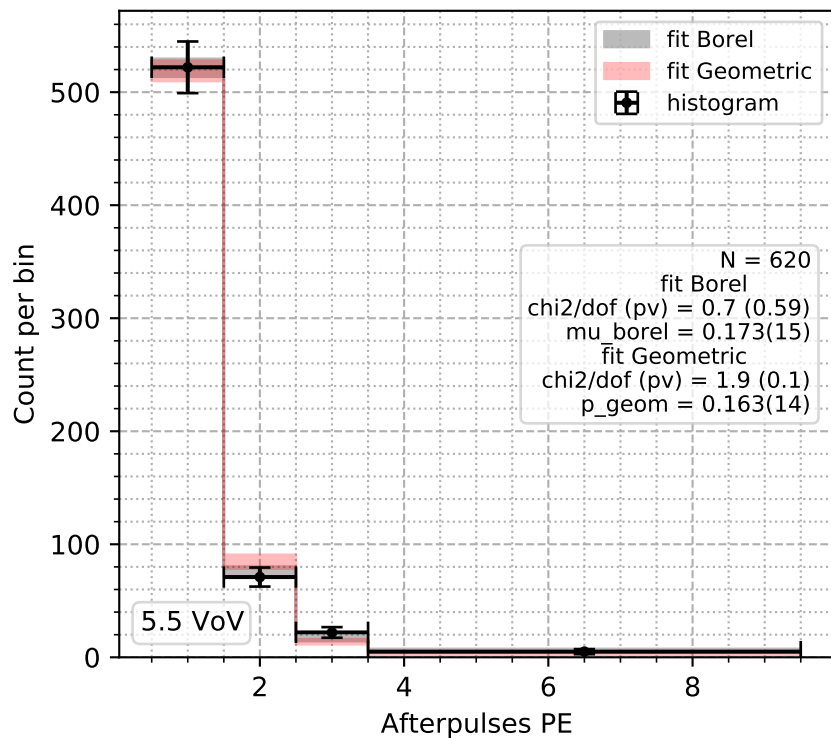 fit Borel
fit Geometric
histogram
500
400
300
200
100
0
Count per bin
N = 620
fit Borel
chi2/dof (pv) = 0.7 (0.59)
mu_borel = 0.173(15)
fit Geometric
chi2/dof (pv) = 1.9 (0.1)
p_geom = 0.163(14)
5.5 VoV
2 4 6 8
Afterpulses PE